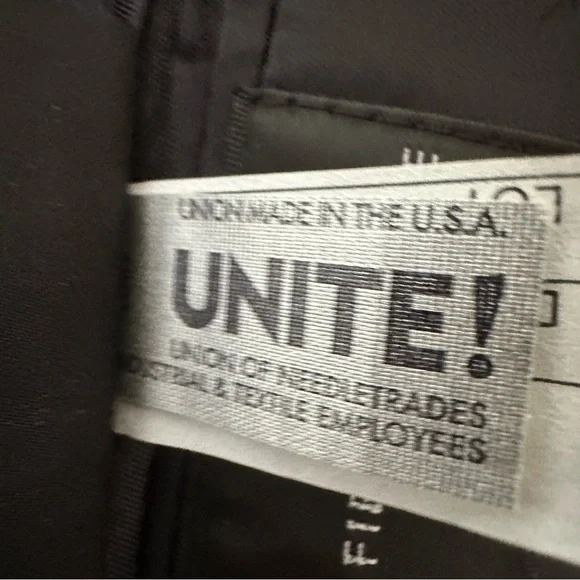 UNION MADE IN THE U.S.A.
UNITE!
UNION OF NEEDLETRADES
INDUSTRIAL & TEXTILE EMPLOYEES